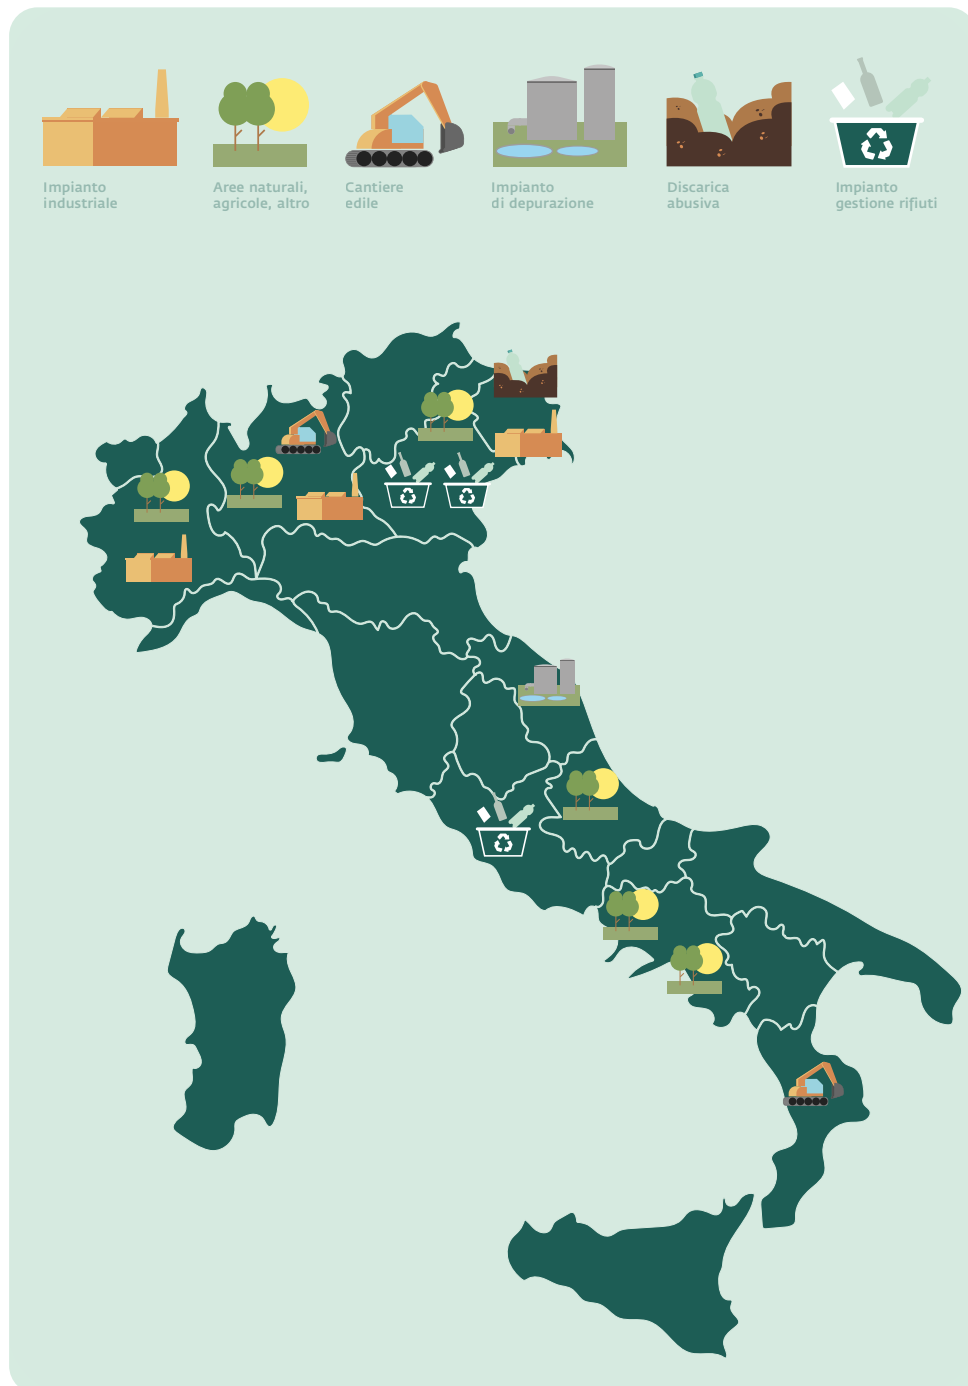 Impianto
industriale
Aree naturali,
agricole, altro
Cantiere
edile
Impianto
di depurazione
Discarica
abusiva
Impianto
gestione rifiuti